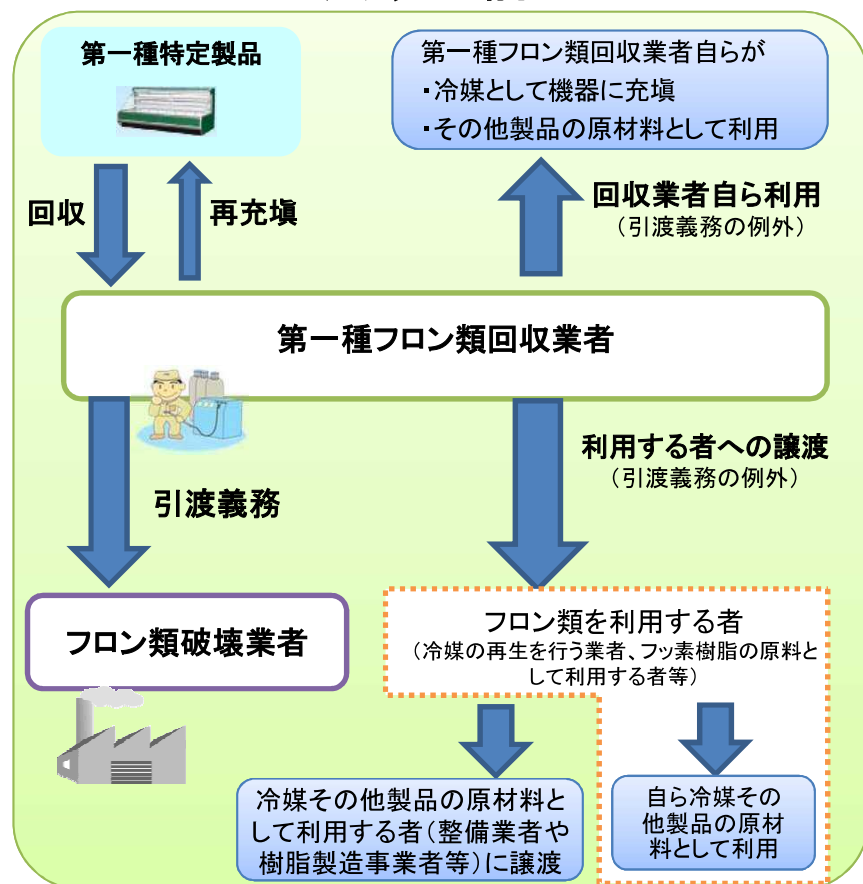 第一種特定製品
第一種フロン類回収業者自らが
・冷媒として機器に充塡
・その他製品の原材料として利用
回収
再充塡
回収業者自ら利用
（引渡義務の例外）
第一種フロン類回収業者
引渡義務
利用する者への譲渡
（引渡義務の例外）
フロン類破壊業者
フロン類を利用する者
（冷媒の再生を行う業者、フッ素樹脂の原料と
して利用する者等）
冷媒その他製品の原材料と
して利用する者（整備業者や
樹脂製造事業者等）に譲渡
自ら冷媒その
他製品の原材
料として利用